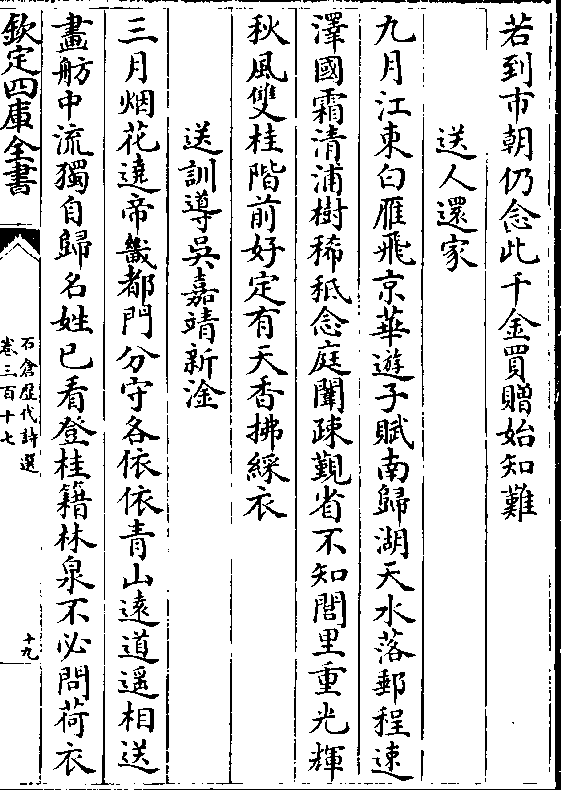 若到市朝仍念此千金買贈始知難
送人還家
九月江東白雁飛京華遊子賦南歸湖天水落郵程速
澤國霜清浦樹稀秪念庭闈疎覲省不知閭里重光輝
秋風雙桂階前好定有天香拂綵衣
送訓導吳嘉靖新淦
三月烟花遶帝畿都門分守各依依青山遠道遥相送
畫舫中流獨自歸名姓已看登桂籍林泉不必問荷衣
欽定四庫全書
石倉歴代詩選
卷三百十七
十九